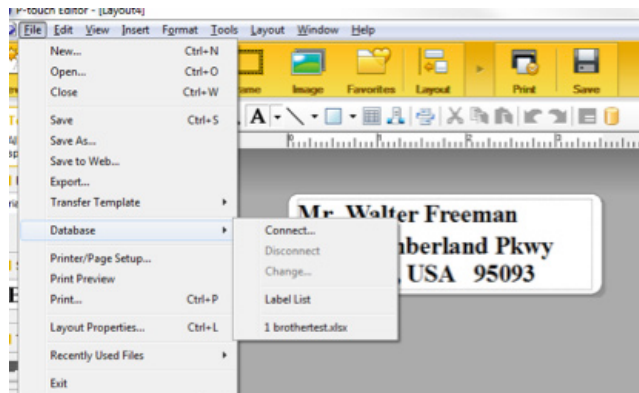 P-touch Editor - [Layout4]
File Edit View Insert Format Tools Layout Window Help
Image Favorites Layout Print Save
New... Ctrl+N
Open... Ctrl+O
Close Ctrl+W
Save Ctrl+S
Save As...
Save to Web...
Export...
Transfer Template
Database
Printer/Page Setup...
Print Preview
Print... Ctrl+P
Layout Properties... Ctrl+L
Recently Used Files
Exit
Connect...
Disconnect
Change...
Label List
1 brothertest.xlsx
A
Mr. Walter Freeman
Pkwy
USA 95093